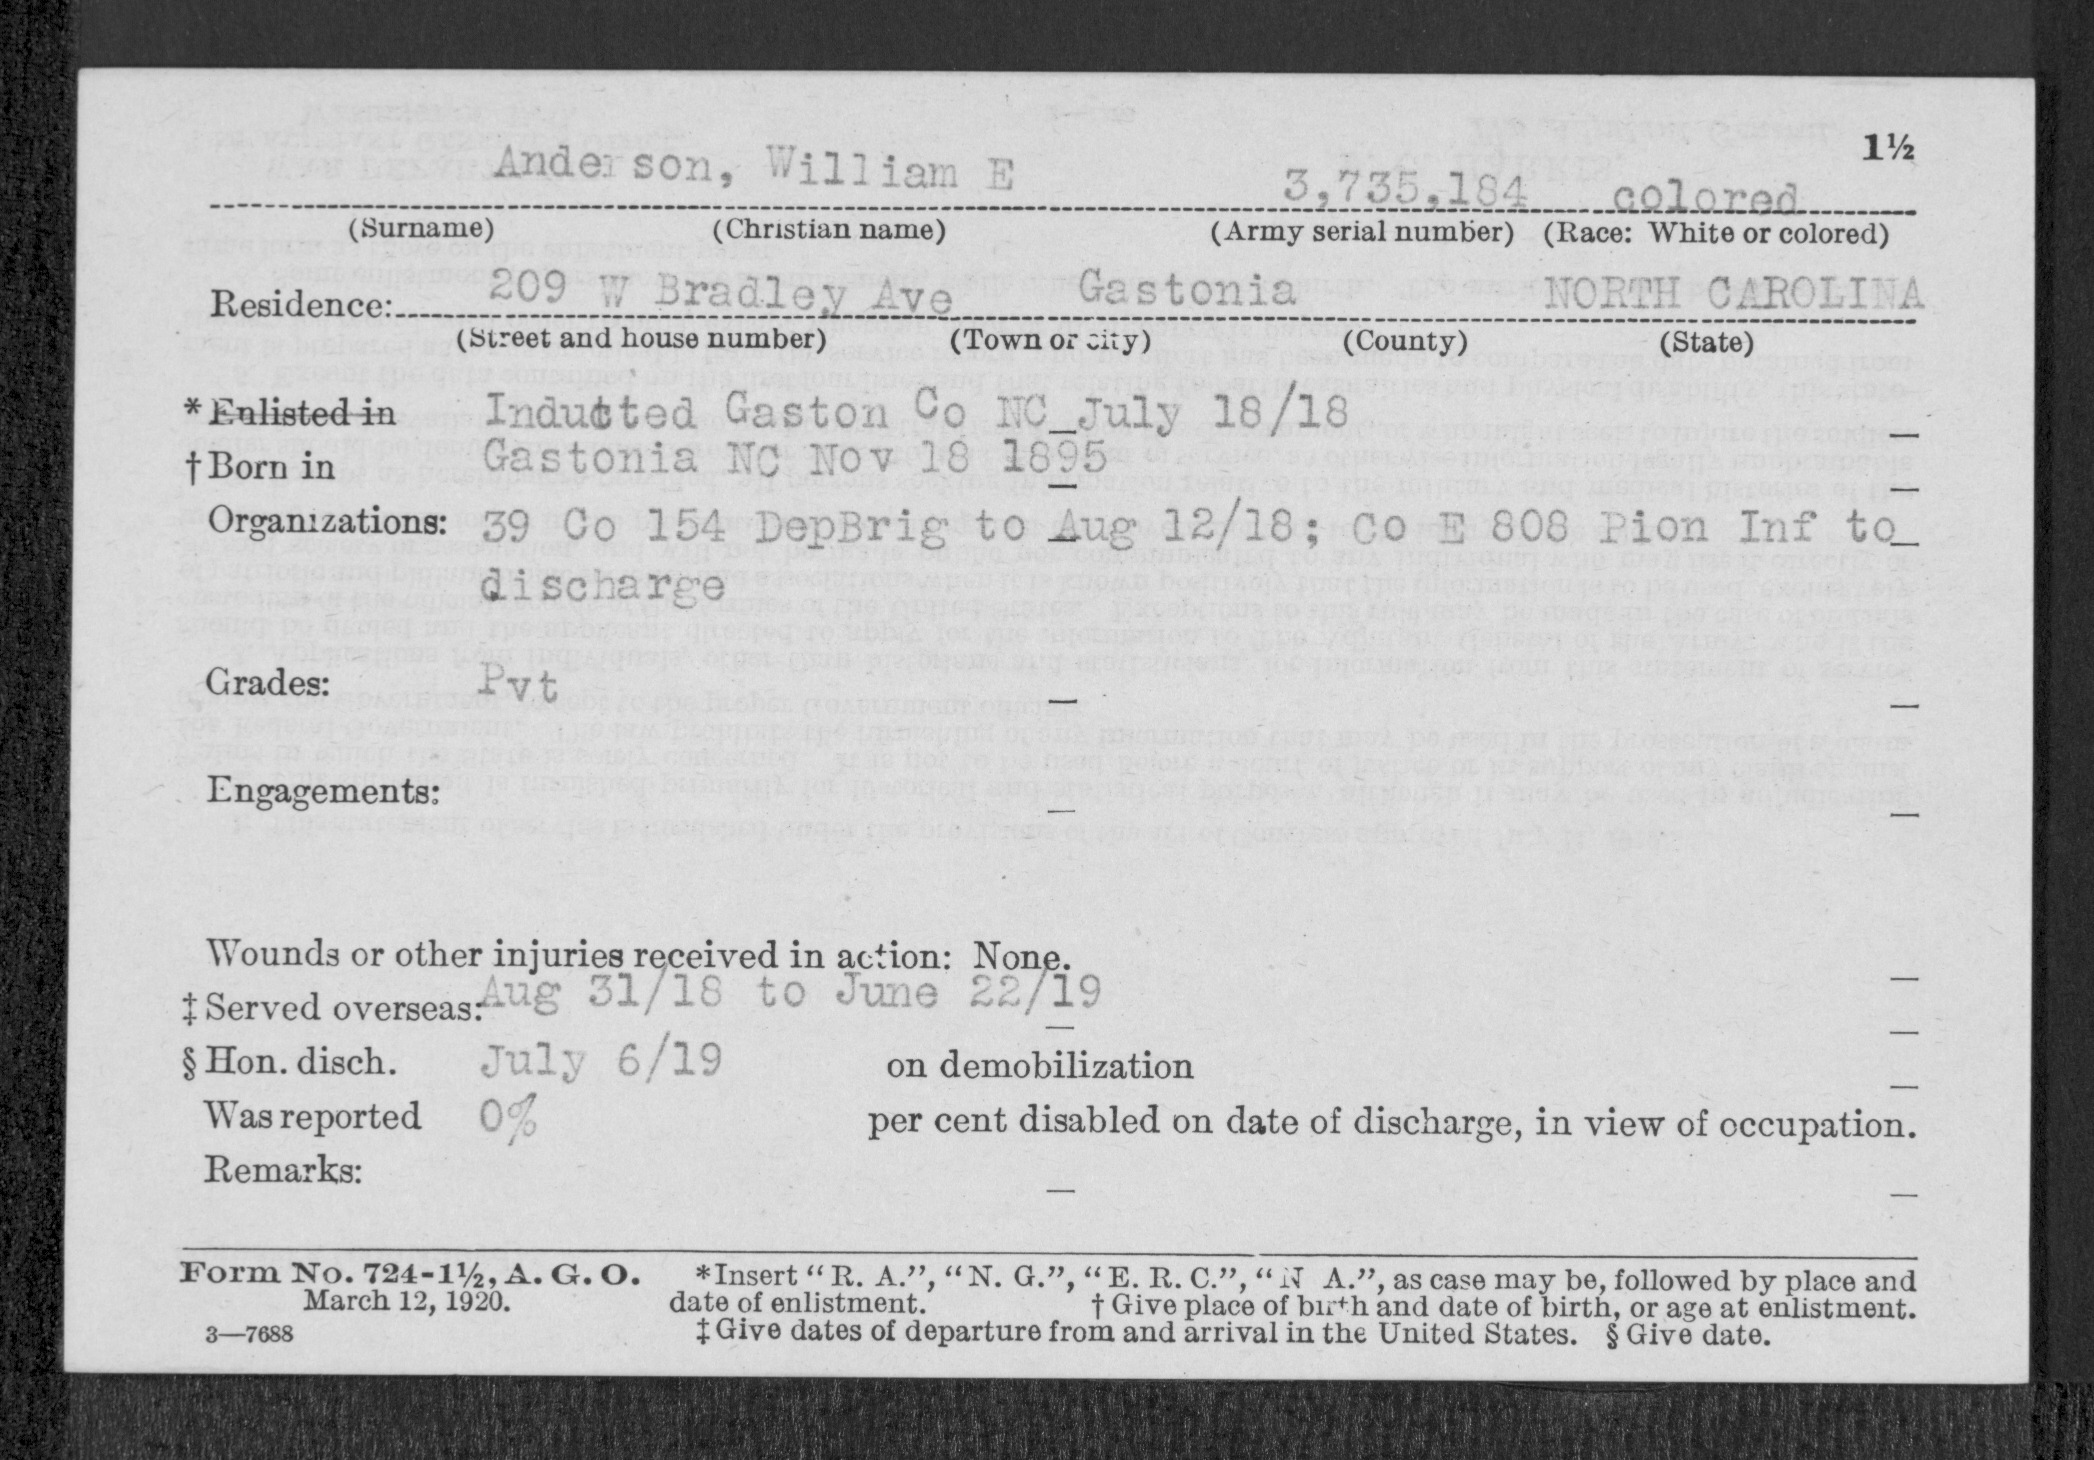 1½
Anderson, William E 3,735,184 colored
(Surname) (Christian name) (Army serial number) (Race: White or colored)
Residence: 209 W Bradley Ave Gastonia NORTH CAROLINA
(Street and house number) (Town or city) (County) (State)
* Enlisted in Inductted Gaston Co NC July 18/18
† Born in Gastonia NC Nov 18 1895
Organizations: 39 Co 154 DepBrig to Aug 12/18; Co E 808 Pion Inf to
discharge
Grades: Pvt
Engagements:
Wounds or other injuries received in action: None.
‡ Served overseas: Aug 31/18 to June 22/19
§ Hon. disch. July 6/19 on demobilization
Was reported 0% per cent disabled on date of discharge, in view of occupation.
Remarks:
Form No. 724-1½, A. G. O. *Insert “R. A.”, “N. G.”, “E. R. C.”, “N A.”, as case may be, followed by place and
March 12, 1920. date of enlistment. † Give place of birth and date of birth, or age at enlistment.
3—7688 ‡ Give dates of departure from and arrival in the United States. § Give date.